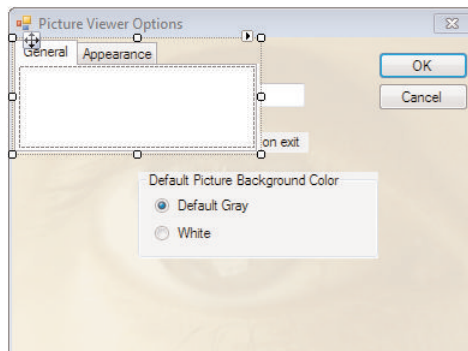 Picture Viewer Options
General Appearance
OK
Cancel
on exit
Default Picture Background Color
Default Gray
White